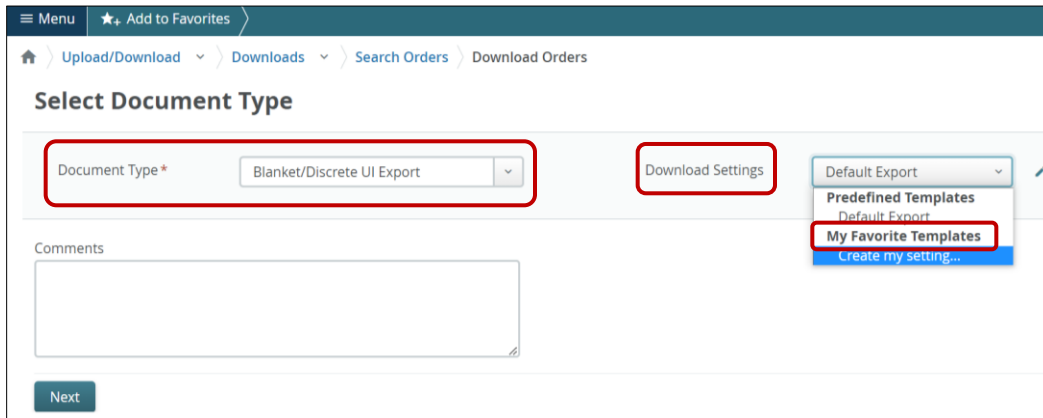 ≡ Menu ★+ Add to Favorites
Upload/Download Downloads Search Orders Download Orders
Select Document Type
Document Type* Blanket/Discrete UI Export Download Settings Default Export
Predefined Templates
Default Export
My Favorite Templates
Create my setting...
Comments
Next